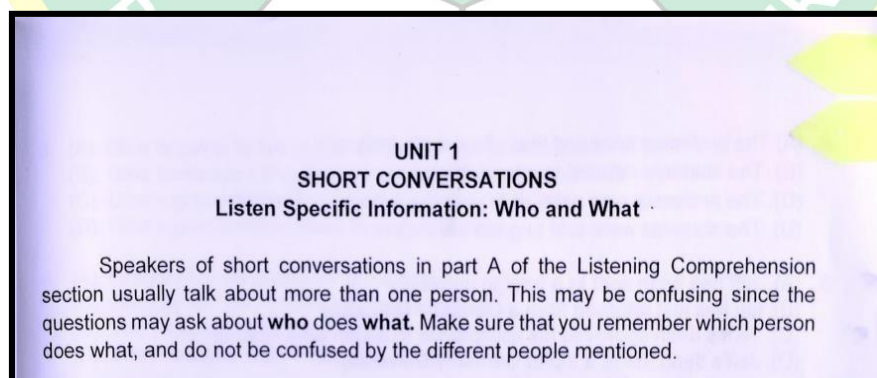 UNIT 1
SHORT CONVERSATIONS
Listen Specific Information: Who and What
Speakers of short conversations in part A of the Listening Comprehension
section usually talk about more than one person. This may be confusing since the
questions may ask about who does what. Make sure that you remember which person
does what, and do not be confused by the different people mentioned.